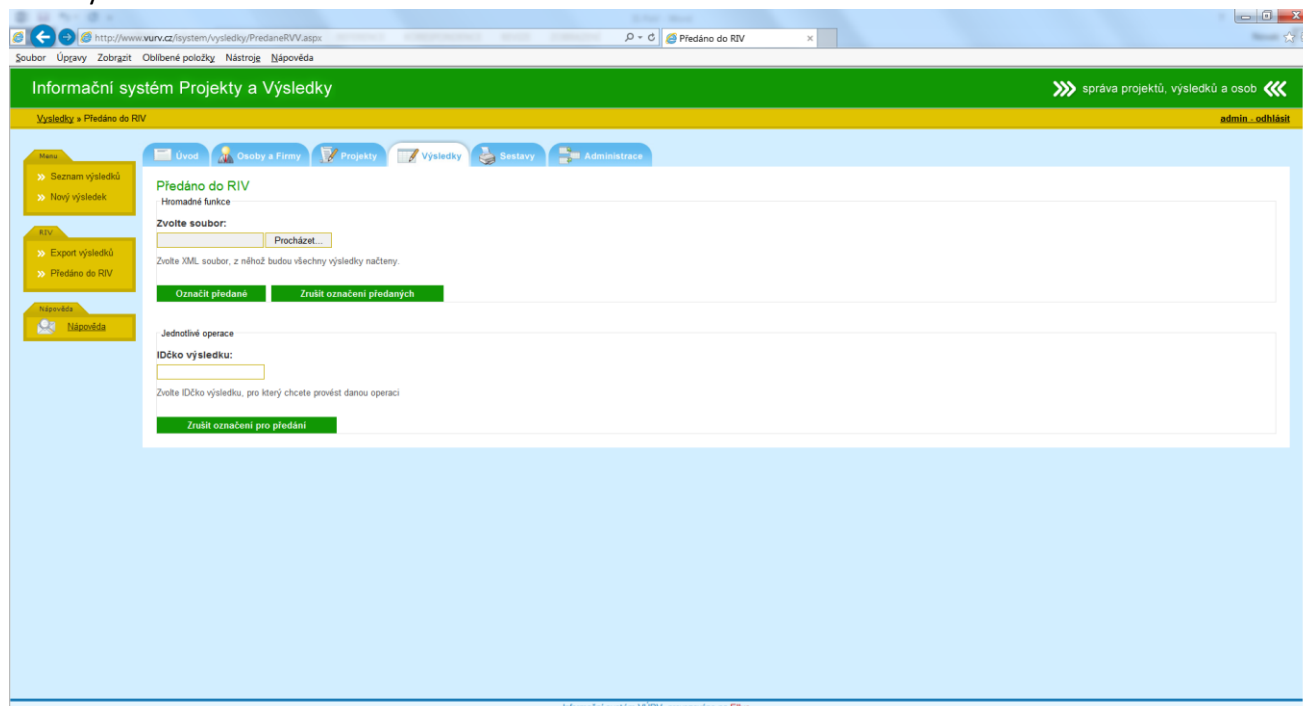 http://www.vurv.cz/isystem/vysledky/PredaneRVV.aspx
Předáno do RIV
Soubor Úpravy Zobrazit Oblíbené položky Nástroje Nápověda
Informační systém Projekty a Výsledky
správa projektů, výsledků a osob
Vysledky » Předáno do RIV
admin - odhlásit
Úvod Osoby a Firmy Projekty Výsledky Sestavy Administrace
Menu
Seznam výsledků
Nový výsledek
RIV
Export výsledků
Předáno do RIV
Nápověda
Nápověda
Předáno do RIV
Hromadné funkce
Zvolte soubor:
Procházet...
Zvolte XML soubor, z něhož budou všechny výsledky načteny.
Označit předané Zrušit označení předaných
Jednotlivé operace
IDčko výsledku:
Zvolte IDčko výsledku, pro který chcete provést danou operaci
Zrušit označení pro předání